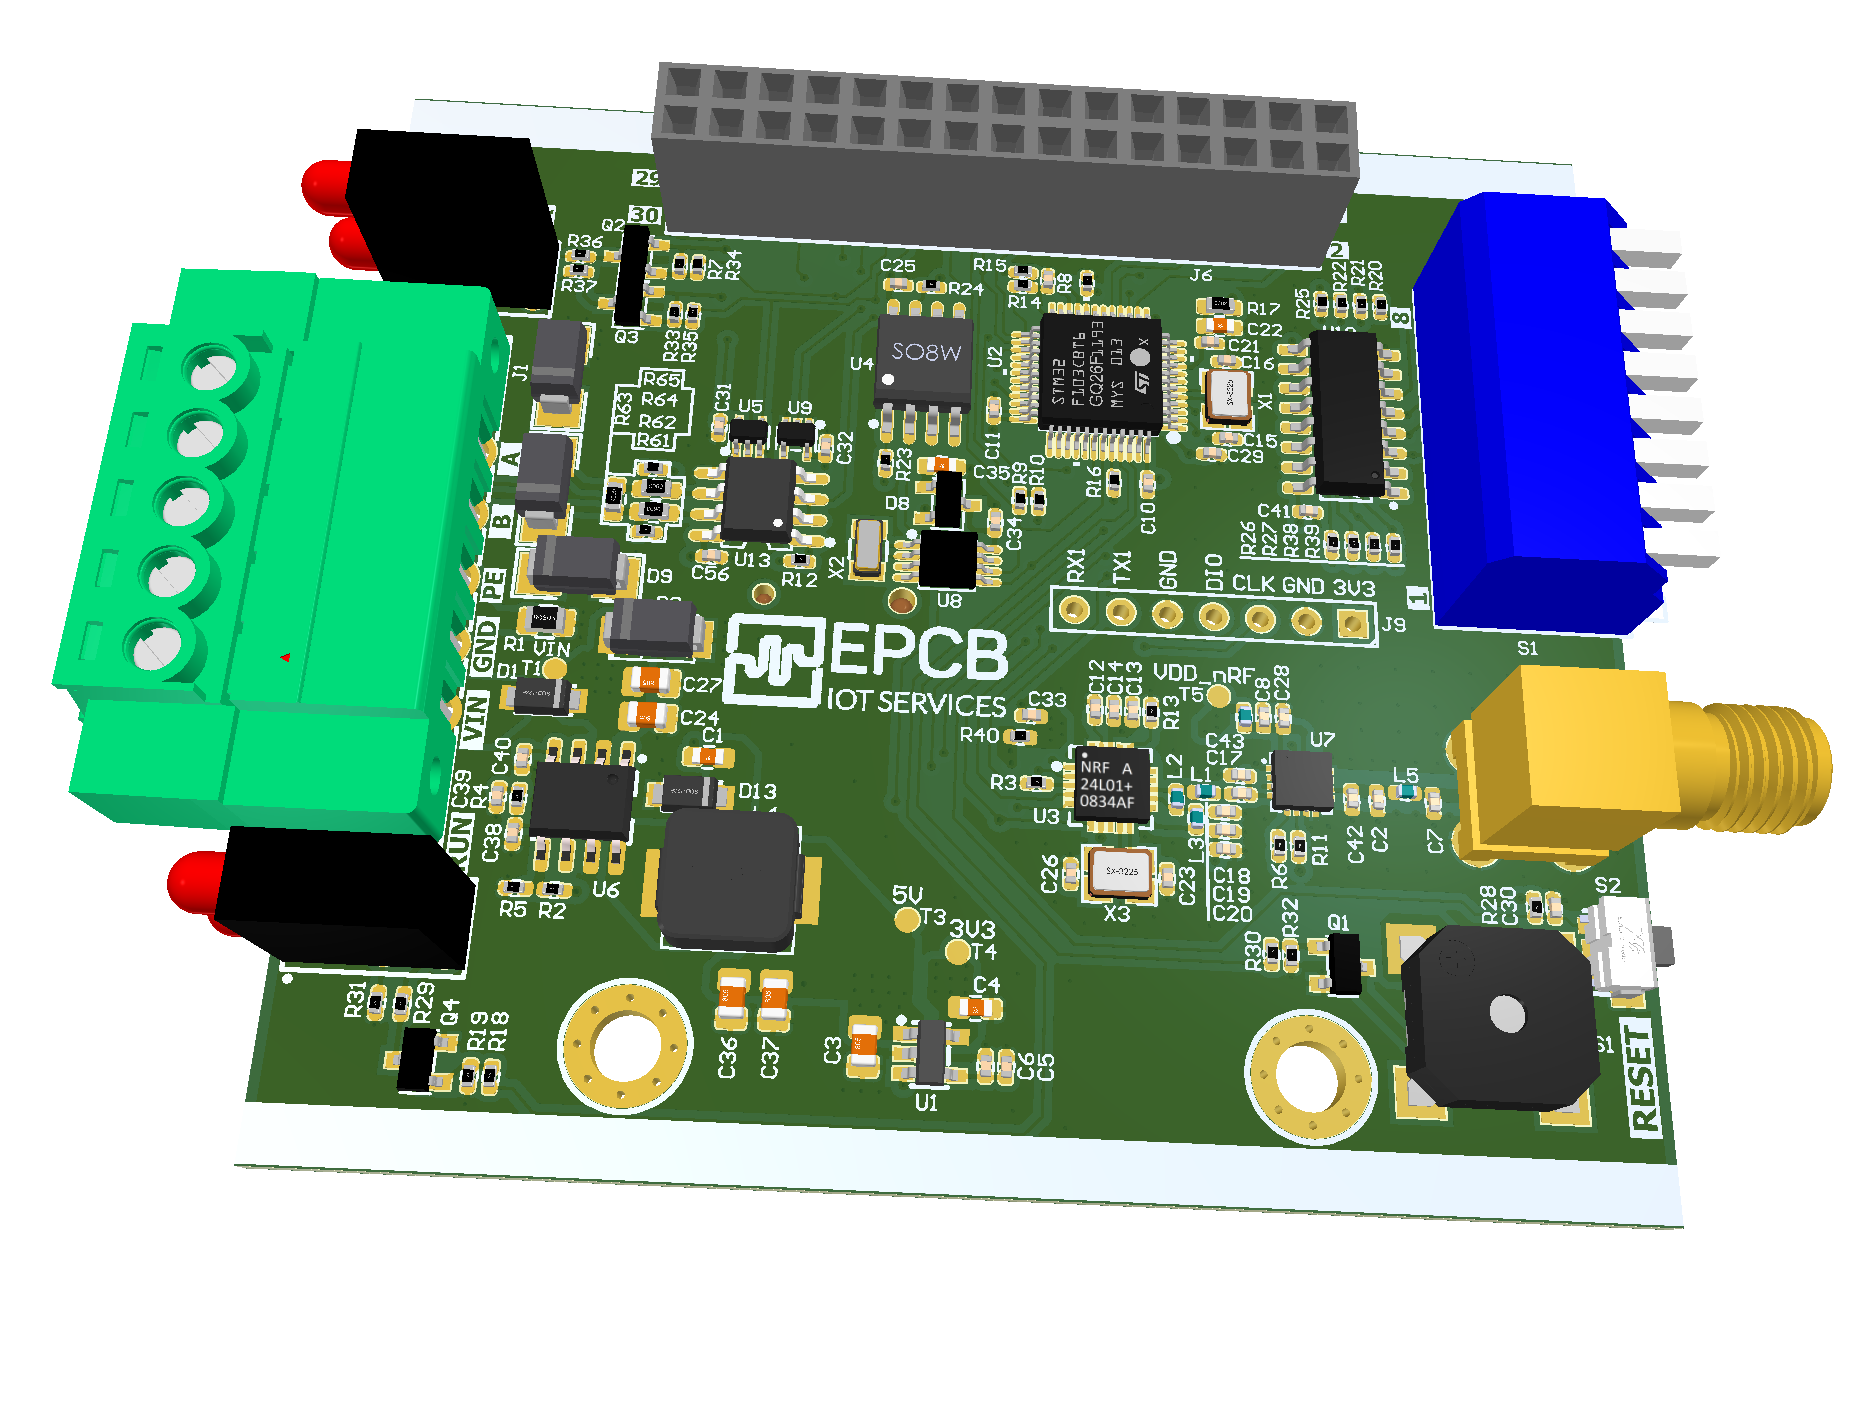 29
30
2
Q2
R36
R37
R7
R34
Q3
R33
R35
C25
R24
R15
R14
R8
J6
R17
C22
C21
C16
R25
R22
R21
R20
8
J1
U4
SO8W
U2
STM32
F103CBT6
GQ26F1193
MYS 013
X1
C15
C29
R65
R64
R63
R62
R61
C31
U5
U9
C32
C11
R23
C35
R9
R10
R16
C10
D8
C34
C41
R26
R27
R38
R39
A
B
PE
GND
VIN
U13
C56
R12
X2
U8
D9
RX1
TX1
GND
DIO
CLK
GND
3V3
J9
1
S1
R1
VIN
T1
D1
C27
C24
C1
EPCB
IOT SERVICES
C33
R40
C12
C14
C13
R13
VDD_nRF
T5
C8
C28
C43
C17
U7
NRF A
24L01+
0834AF
U3
R3
L2
L1
L3
L5
C42
C2
C7
C18
C19
C20
R6
R11
C26
SX-0225
C23
X3
C40
C39
R4
RUN
C38
U6
R5
R2
D13
5V
T3
3V3
T4
C4
R30
R32
Q1
R28
C30
S2
S1
RESET
R31
R29
Q4
R19
R18
C36
C37
C3
U1
C6
C5